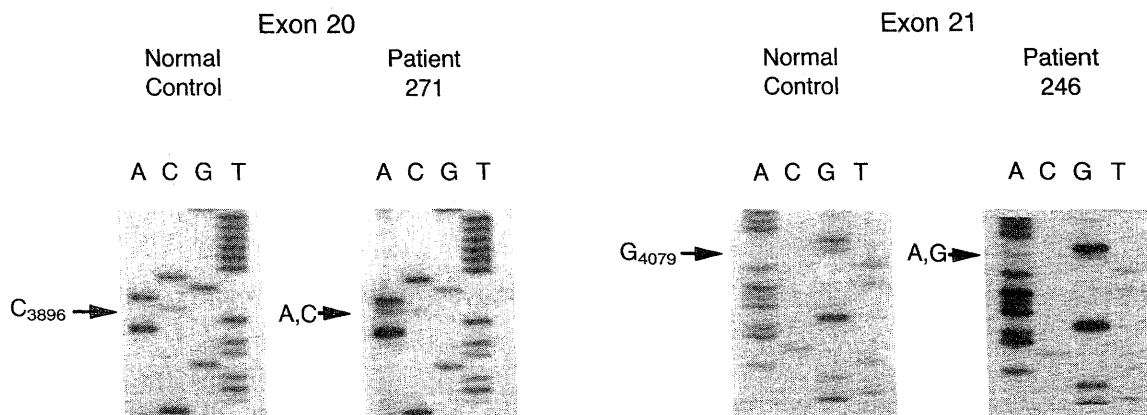 Exon 20
Normal Control
Patient 271
A C G T
A C G T
C3896
A,C
Exon 21
Normal Control
Patient 246
A C G T
A C G T
G4079
A,G